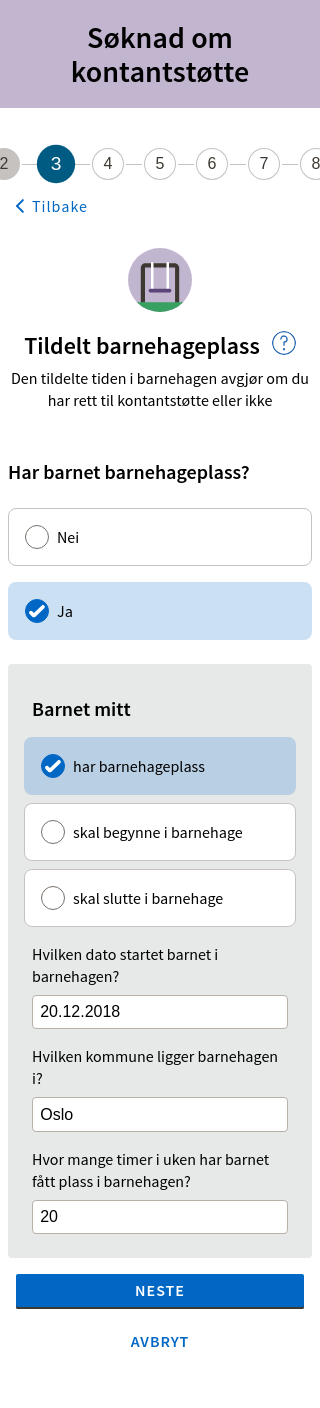 Søknad om
kontantstøtte
2 3 4 5 6 7 8
Tilbake
Tildelt barnehageplass ?
Den tildelte tiden i barnehagen avgjør om du
har rett til kontantstøtte eller ikke
Har barnet barnehageplass?
Nei
Ja
Barnet mitt
har barnehageplass
skal begynne i barnehage
skal slutte i barnehage
Hvilken dato startet barnet i
barnehagen?
20.12.2018
Hvilken kommune ligger barnehagen
i?
Oslo
Hvor mange timer i uken har barnet
fått plass i barnehagen?
20
NESTE
AVBRYT